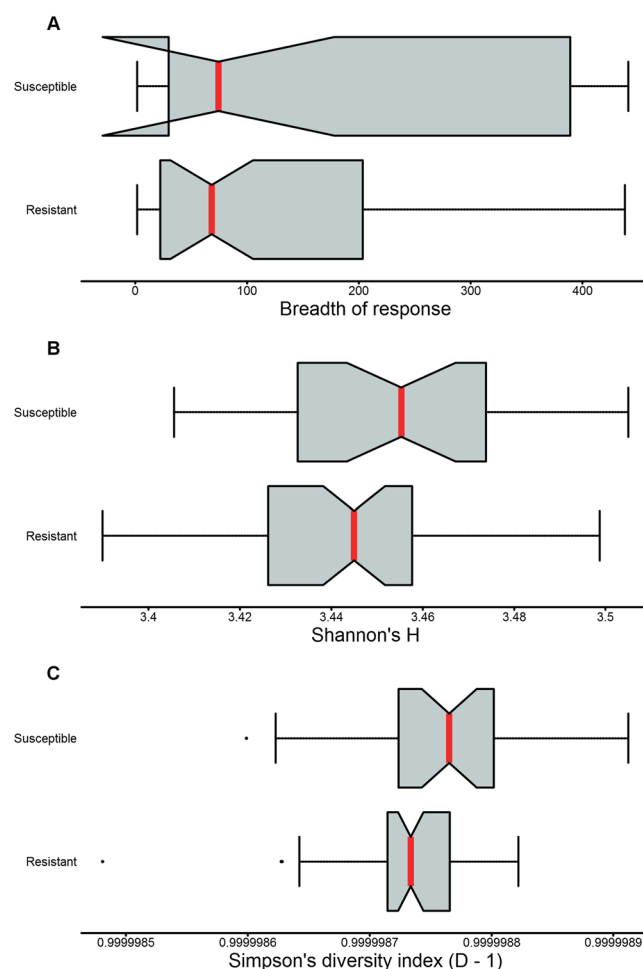 A
Susceptible
Resistant
0 100 200 300 400
Breadth of response
B
Susceptible
Resistant
3.4 3.42 3.44 3.46 3.48 3.5
Shannon's H
C
Susceptible
Resistant
0.9999985 0.9999986 0.9999987 0.9999988 0.9999989
Simpson's diversity index (D - 1)